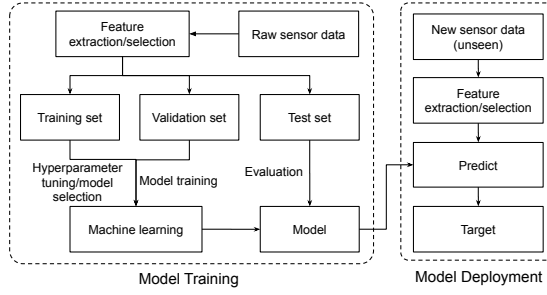 Feature
extraction/selection
Raw sensor data
Training set
Validation set
Test set
Hyperparameter
tuning/model
selection
Model training
Evaluation
Machine learning
Model
Model Training
New sensor data
(unseen)
Feature
extraction/selection
Predict
Target
Model Deployment